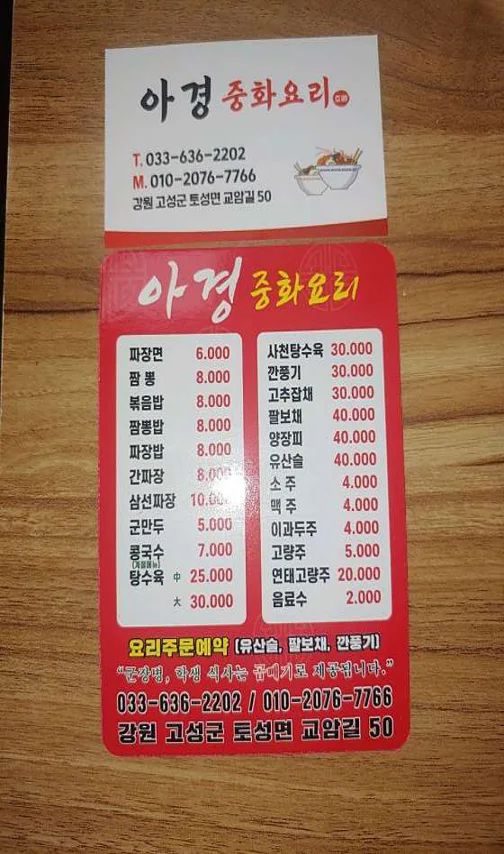 아경 중화요리
T. 033-636-2202
M. 010-2076-7766
강원 고성군 토성면 교암길 50
아경 중화요리
짜장면 6.000
짬 뽕 8.000
볶음밥 8.000
짬뽕밥 8.000
짜장밥 8.000
간짜장 8.000
삼선짜장 10.000
군만두 5.000
콩국수 7.000
(계절메뉴)
탕수육 中 25.000
大 30.000
사천탕수육 30.000
깐풍기 30.000
고추잡채 30.000
팔보채 40.000
양장피 40.000
유산슬 40.000
소 주 4.000
맥 주 4.000
이과두주 4.000
고량주 5.000
연태고량주 20.000
음료수 2.000
요리주문예약 (유산슬, 팔보채, 깐풍기)
"군장병, 학생 식사는 곱빼기로 제공됩니다."
033-636-2202 / 010-2076-7766
강원 고성군 토성면 교암길 50